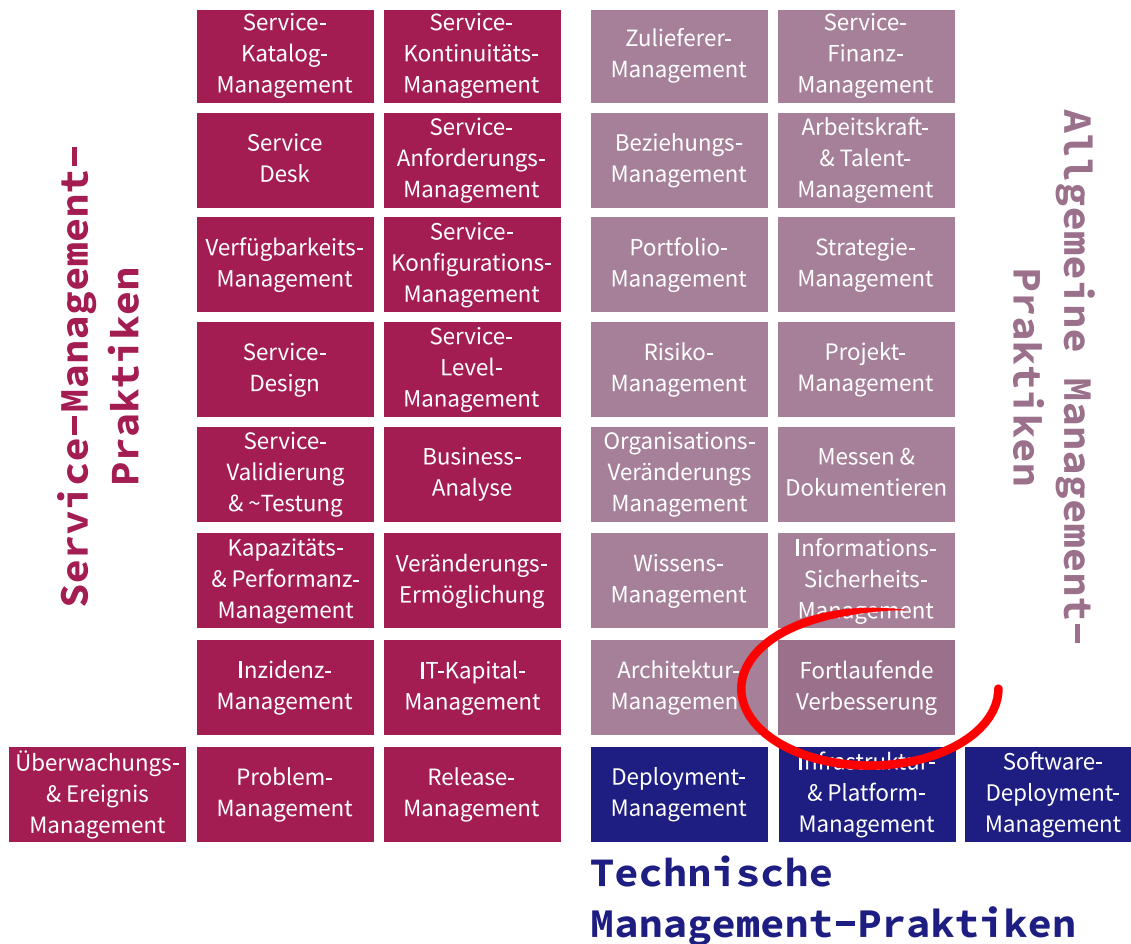 Service-Management-
Praktiken
Service-
Katalog-
Management
Service-
Kontinuitäts-
Management
Zulieferer-
Management
Service-
Finanz-
Management
Service
Desk
Service-
Anforderungs-
Management
Beziehungs-
Management
Arbeitskraft-
& Talent-
Management
Verfügbarkeits-
Management
Service-
Konfigurations-
Management
Portfolio-
Management
Strategie-
Management
Service-
Design
Service-
Level-
Management
Risiko-
Management
Projekt-
Management
Service-
Validierung
& ~Testung
Business-
Analyse
Organisations-
Veränderungs
Management
Messen &
Dokumentieren
Kapazitäts-
& Performanz-
Management
Veränderungs-
Ermöglichung
Wissens-
Management
Informations-
Sicherheits-
Management
Inzidenz-
Management
IT-Kapital-
Management
Architektur-
Managemen
Fortlaufende
Verbesserung
Allgemeine Management-
Praktiken
Überwachungs-
& Ereignis
Management
Problem-
Management
Release-
Management
Deployment-
Management
Infrastruktur-
& Platform-
Management
Software-
Deployment-
Management
Technische
Management-Praktiken